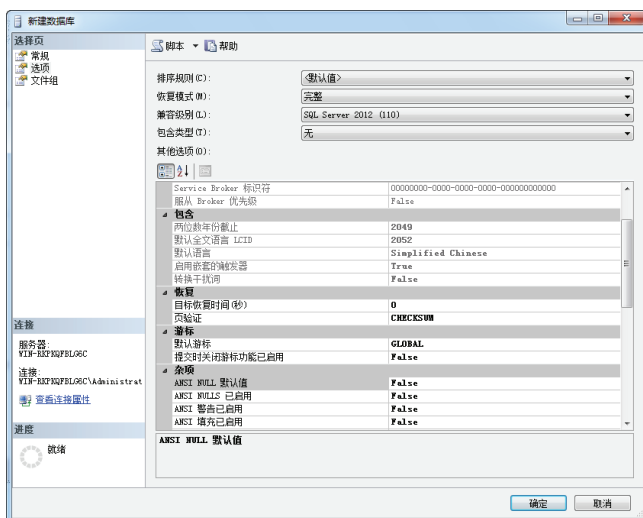 新建数据库
选择页
常规
选项
文件组
脚本
帮助
排序规则(C):
<默认值>
恢复模式(M):
完整
兼容级别(L):
SQL Server 2012 (110)
包含类型(T):
无
其他选项(O):
Service Broker 标识符 00000000-0000-0000-0000-000000000000
服从 Broker 优先级 False
包含
两位数年份截止 2049
默认全文语言 LCID 2052
默认语言 Simplified Chinese
启用嵌套的触发器 True
转换干扰词 False
恢复
目标恢复时间(秒) 0
页验证 CHECKSUM
游标
默认游标 GLOBAL
提交时关闭游标功能已启用 False
杂项
ANSI NULL 默认值 False
ANSI NULLS 已启用 False
ANSI 警告已启用 False
ANSI 填充已启用 False
ANSI NULL 默认值
连接
服务器:
WIN-RKPKQFBLG6C
连接:
WIN-RKPKQFBLG6C\Administrat
查看连接属性
进度
就绪
确定
取消